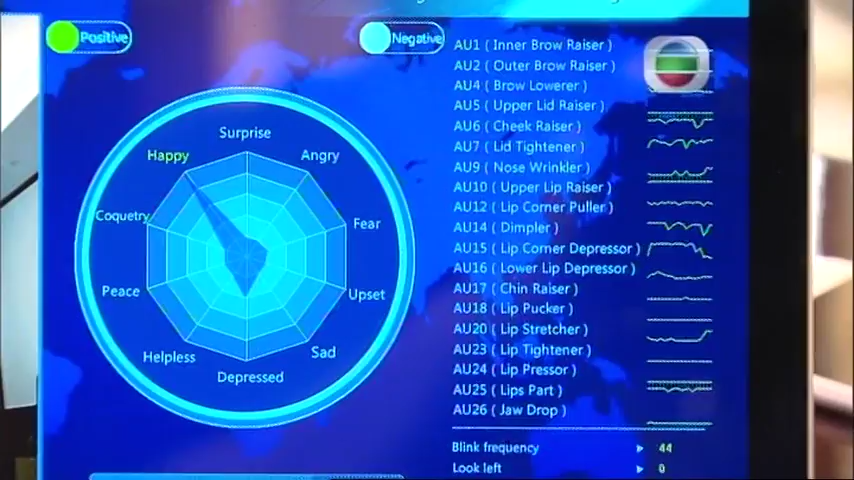 Positive
Negative
Surprise
Happy
Angry
Coquetry
Fear
Peace
Upset
Helpless
Sad
Depressed
AU1 ( Inner Brow Raiser )
AU2 ( Outer Brow Raiser )
AU4 ( Brow Lowerer )
AU5 ( Upper Lid Raiser )
AU6 ( Cheek Raiser )
AU7 ( Lid Tightener )
AU9 ( Nose Wrinkler )
AU10 ( Upper Lip Raiser )
AU12 ( Lip Corner Puller )
AU14 ( Dimpler )
AU15 ( Lip Corner Depressor )
AU16 ( Lower Lip Depressor )
AU17 ( Chin Raiser )
AU18 ( Lip Pucker )
AU20 ( Lip Stretcher )
AU23 ( Lip Tightener )
AU24 ( Lip Pressor )
AU25 ( Lips Part )
AU26 ( Jaw Drop )
Blink frequency 44
Look left 0